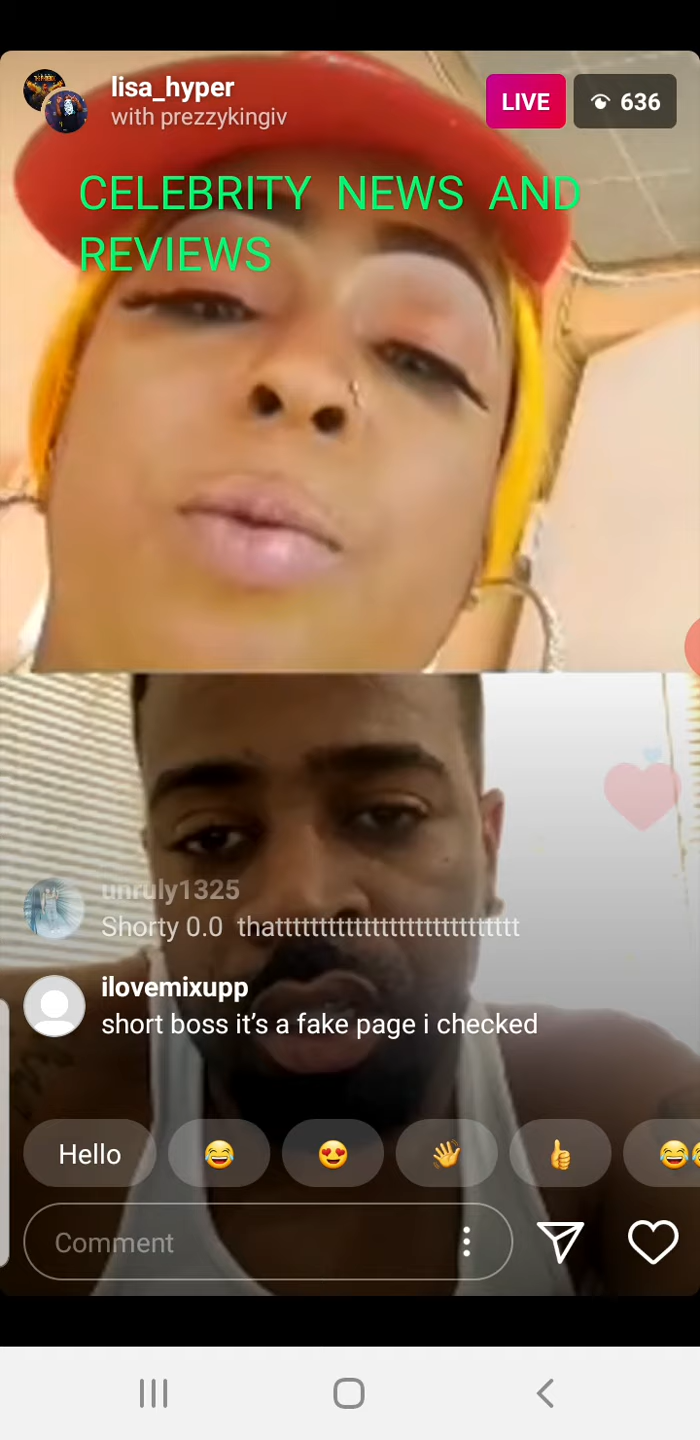 lisa_hyper
with prezzykingiv
LIVE
636
CELEBRITY NEWS AND
REVIEWS
unruly1325
Shorty 0.0 thatttttttttttttttttttttttttttt
ilovemixupp
short boss it’s a fake page i checked
Hello
Comment